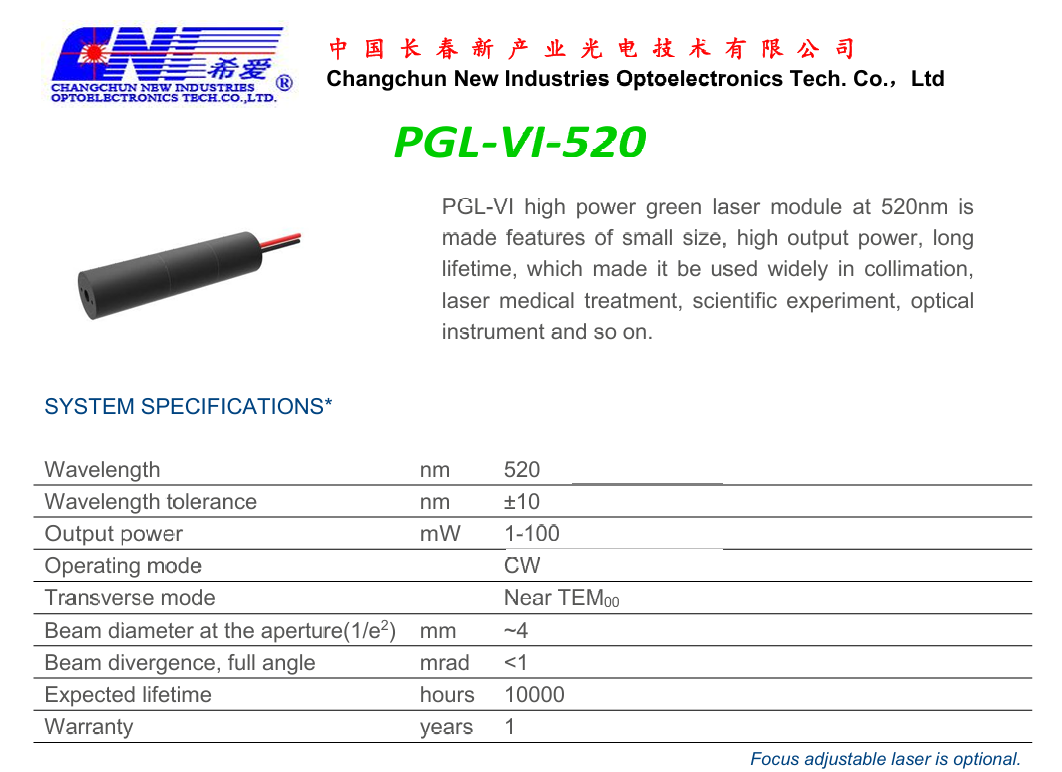 CNI 希爱 ®
CHANGCHUN NEW INDUSTRIES
OPTOELECTRONICS TECH.CO.,LTD.
中国长春新产业光电技术有限公司
Changchun New Industries Optoelectronics Tech. Co.，Ltd
PGL-VI-520
PGL-VI high power green laser module at 520nm is
made features of small size, high output power, long
lifetime, which made it be used widely in collimation,
laser medical treatment, scientific experiment, optical
instrument and so on.
SYSTEM SPECIFICATIONS*
Wavelength nm 520
Wavelength tolerance nm ±10
Output power mW 1-100
Operating mode CW
Transverse mode Near TEM₀₀
Beam diameter at the aperture(1/e²) mm ~4
Beam divergence, full angle mrad <1
Expected lifetime hours 10000
Warranty years 1
Focus adjustable laser is optional.